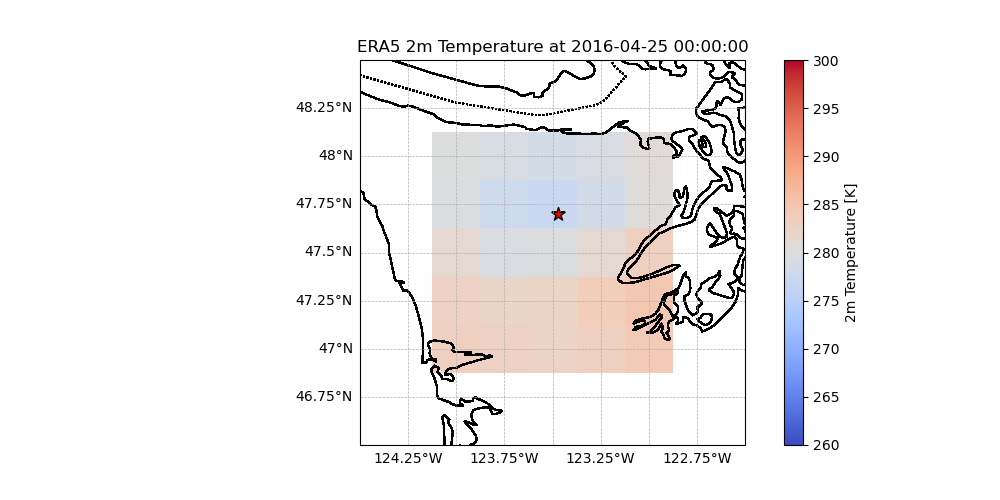 ERA5 2m Temperature at 2016-04-25 00:00:00
48.25°N
48°N
47.75°N
47.5°N
47.25°N
47°N
46.75°N
124.25°W 123.75°W 123.25°W 122.75°W
300
295
290
285
280
275
270
265
260
2m Temperature [K]